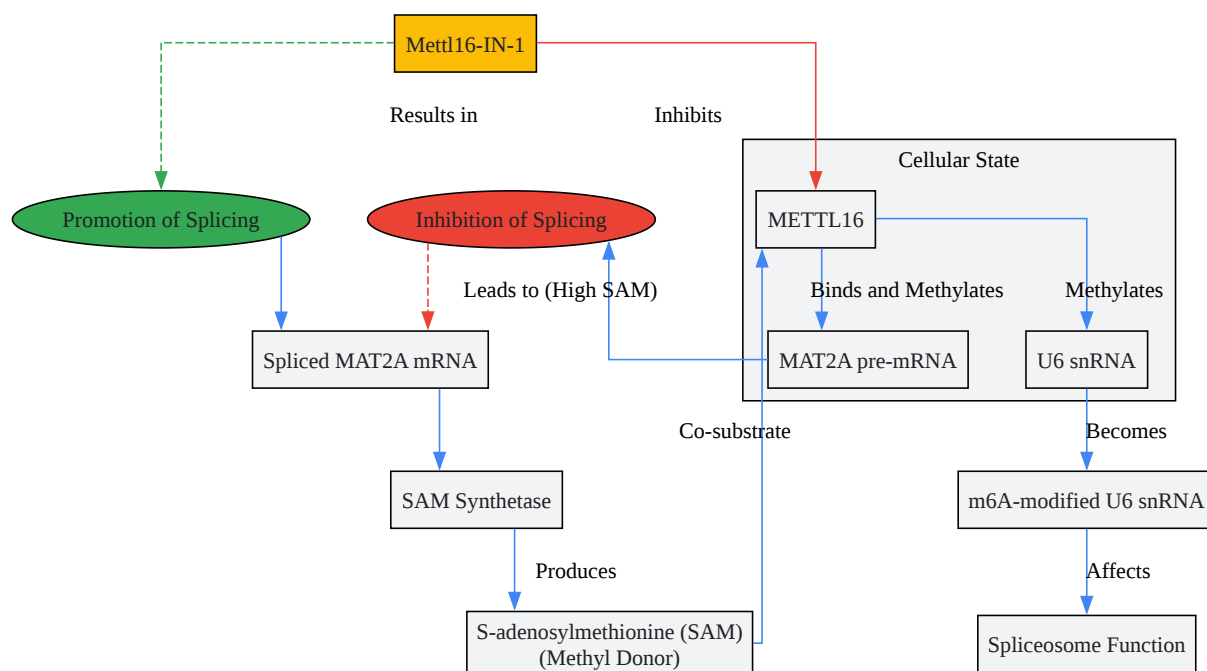 Mettl16-IN-1
Results in
Inhibits
Cellular State
Promotion of Splicing
Inhibition of Splicing
METTL16
Leads to (High SAM)
Binds and Methylates
Methylates
Spliced MAT2A mRNA
MAT2A pre-mRNA
U6 snRNA
Co-substrate
Becomes
SAM Synthetase
m6A-modified U6 snRNA
Produces
Affects
S-adenosylmethionine (SAM)
(Methyl Donor)
Spliceosome Function